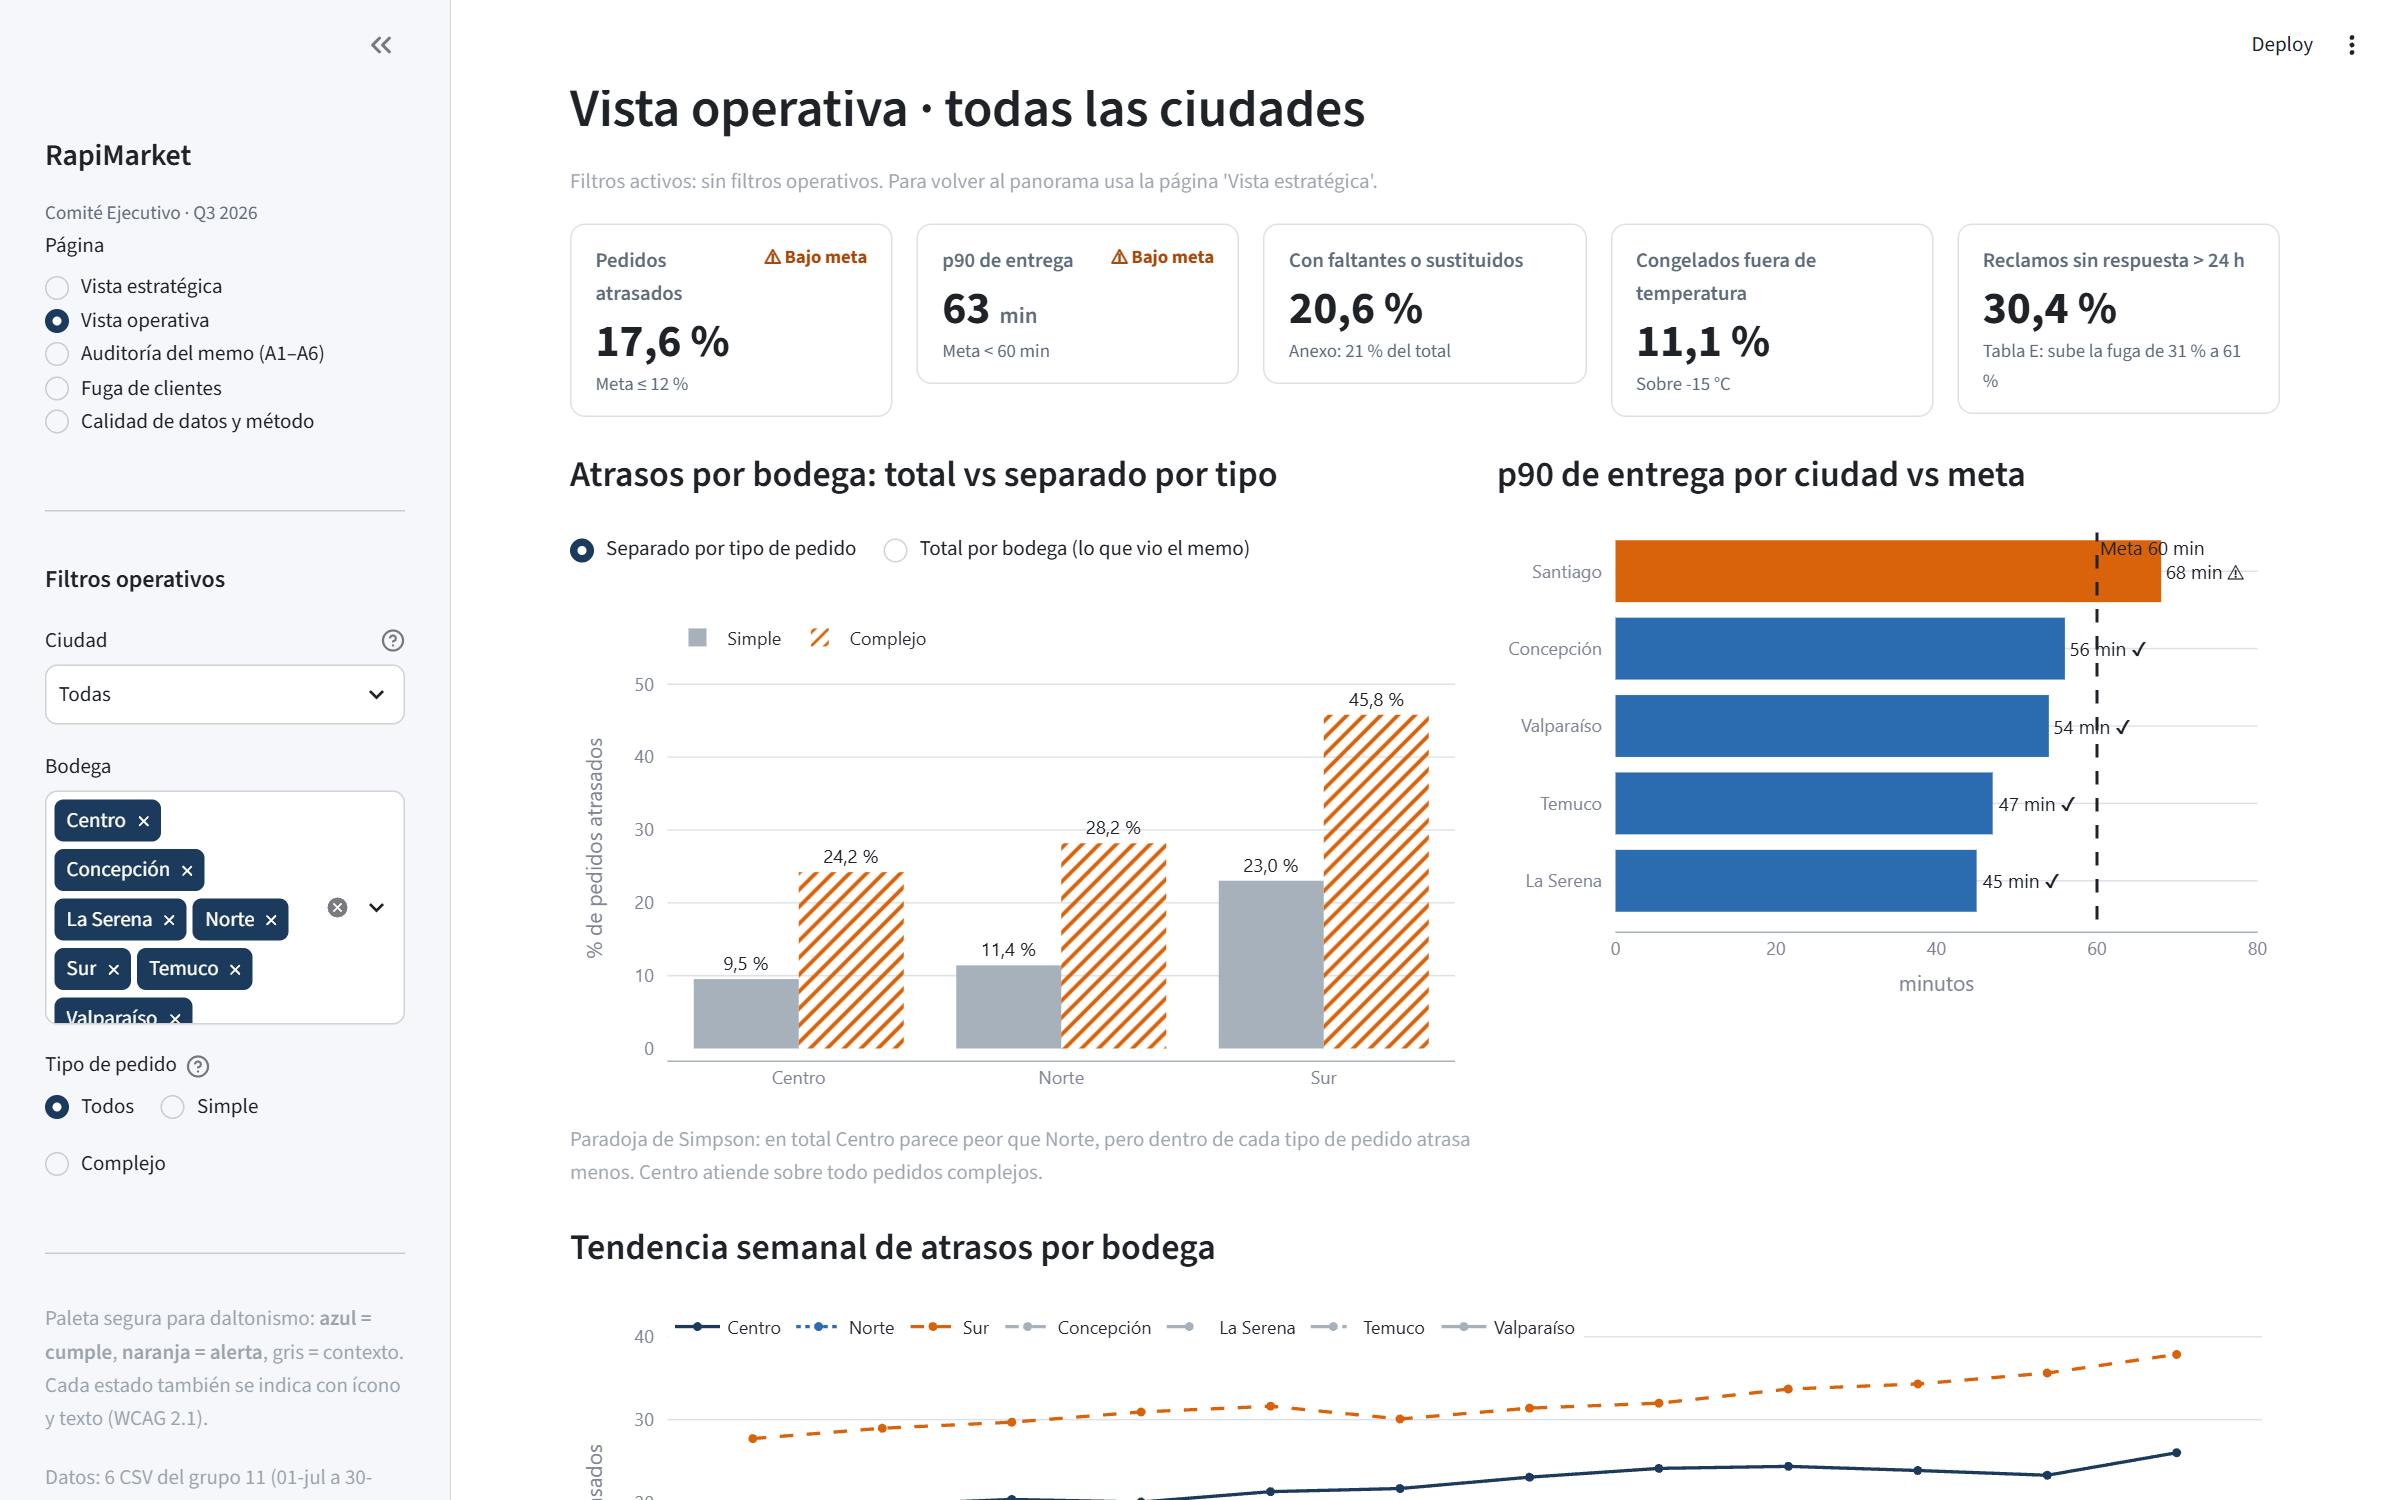 Deploy
RapiMarket
Comité Ejecutivo · Q3 2026
Página
Vista estratégica
Vista operativa
Auditoría del memo (A1–A6)
Fuga de clientes
Calidad de datos y método
Filtros operativos
Ciudad
Todas
Bodega
Centro ×
Concepción ×
La Serena × Norte ×
Sur × Temuco ×
Valparaíso ×
Tipo de pedido
Todos Simple
Complejo
Paleta segura para daltonismo: azul =
cumple, naranja = alerta, gris = contexto.
Cada estado también se indica con ícono
y texto (WCAG 2.1).
Datos: 6 CSV del grupo 11 (01-jul a 30-
Vista operativa · todas las ciudades
Filtros activos: sin filtros operativos. Para volver al panorama usa la página 'Vista estratégica'.
Pedidos
atrasados
⚠ Bajo meta
17,6 %
Meta ≤ 12 %
p90 de entrega
⚠ Bajo meta
63 min
Meta < 60 min
Con faltantes o sustituidos
20,6 %
Anexo: 21 % del total
Congelados fuera de
temperatura
11,1 %
Sobre -15 °C
Reclamos sin respuesta > 24 h
30,4 %
Tabla E: sube la fuga de 31 % a 61
%
Atrasos por bodega: total vs separado por tipo
Separado por tipo de pedido Total por bodega (lo que vio el memo)
Simple Complejo
% de pedidos atrasados
50
40
30
20
10
0
9,5 %
24,2 %
11,4 %
28,2 %
23,0 %
45,8 %
Centro Norte Sur
Paradoja de Simpson: en total Centro parece peor que Norte, pero dentro de cada tipo de pedido atrasa
menos. Centro atiende sobre todo pedidos complejos.
p90 de entrega por ciudad vs meta
Meta 60 min
Santiago 68 min ⚠
Concepción 56 min ✓
Valparaíso 54 min ✓
Temuco 47 min ✓
La Serena 45 min ✓
0 20 40 60 80
minutos
Tendencia semanal de atrasos por bodega
Centro Norte Sur Concepción La Serena Temuco Valparaíso
40
30